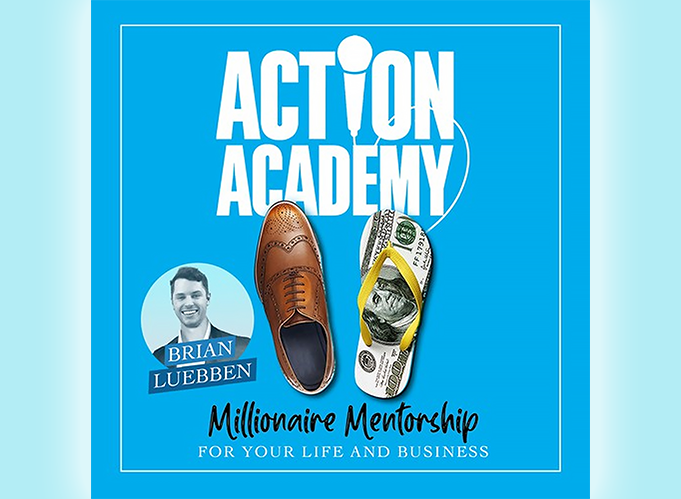 ACTION
ACADEMY
BRIAN
LUEBBEN
Millionaire Mentorship
FOR YOUR LIFE AND BUSINESS